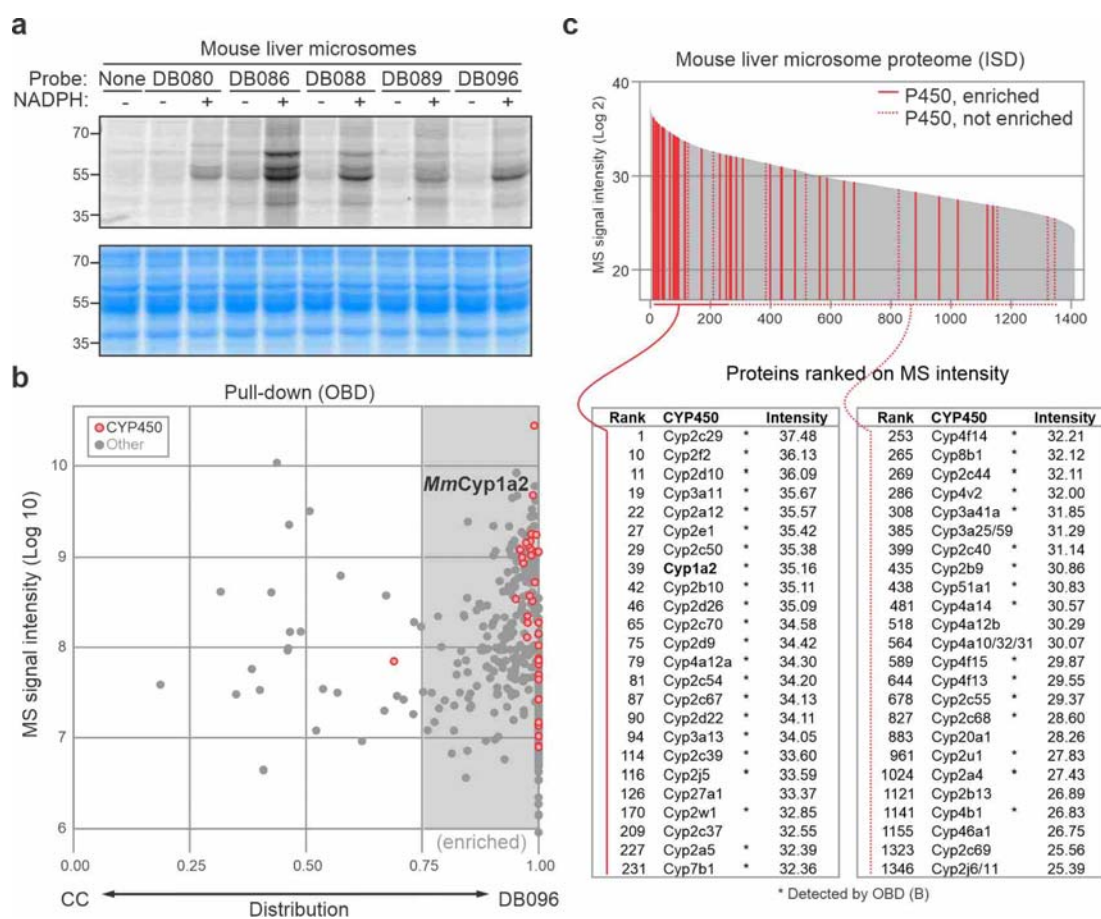 a
Mouse liver microsomes
Probe: None DB080 DB086 DB088 DB089 DB096
NADPH: - - + - + - + - + - +
70
55
35
70
55
35
b
Pull-down (OBD)
CYP450
Other
MmCyp1a2
MS signal intensity (Log 10)
10
9
8
7
6
(enriched)
0.00 0.25 0.50 0.75 1.00
CC Distribution DB096
c
Mouse liver microsome proteome (ISD)
P450, enriched
P450, not enriched
MS signal intensity (Log 2)
40
30
20
0 200 400 600 800 1000 1200 1400
Proteins ranked on MS intensity
Rank CYP450 Intensity
1 Cyp2c29 * 37.48
10 Cyp2f2 * 36.13
11 Cyp2d10 * 36.09
19 Cyp3a11 * 35.67
22 Cyp2a12 * 35.57
27 Cyp2e1 * 35.42
29 Cyp2c50 * 35.38
39 Cyp1a2 * 35.16
42 Cyp2b10 * 35.11
46 Cyp2d26 * 35.09
65 Cyp2c70 * 34.58
75 Cyp2d9 * 34.42
79 Cyp4a12a * 34.30
81 Cyp2c54 * 34.20
87 Cyp2c67 * 34.13
90 Cyp2d22 * 34.11
94 Cyp3a13 * 34.05
114 Cyp2c39 * 33.60
116 Cyp2j5 * 33.59
126 Cyp27a1 33.37
170 Cyp2w1 * 32.85
209 Cyp2c37 32.55
227 Cyp2a5 * 32.39
231 Cyp7b1 * 32.36
Rank CYP450 Intensity
253 Cyp4f14 * 32.21
265 Cyp8b1 * 32.12
269 Cyp2c44 * 32.11
286 Cyp4v2 * 32.00
308 Cyp3a41a * 31.85
385 Cyp3a25/59 31.29
399 Cyp2c40 * 31.14
435 Cyp2b9 * 30.86
438 Cyp51a1 * 30.83
481 Cyp4a14 * 30.57
518 Cyp4a12b 30.29
564 Cyp4a10/32/31 30.07
589 Cyp4f15 * 29.87
644 Cyp4f13 * 29.55
678 Cyp2c55 * 29.37
827 Cyp2c68 * 28.60
883 Cyp20a1 28.26
961 Cyp2u1 * 27.83
1024 Cyp2a4 * 27.43
1121 Cyp2b13 26.89
1141 Cyp4b1 * 26.83
1155 Cyp46a1 26.75
1323 Cyp2c69 25.56
1346 Cyp2j6/11 25.39
* Detected by OBD (B)